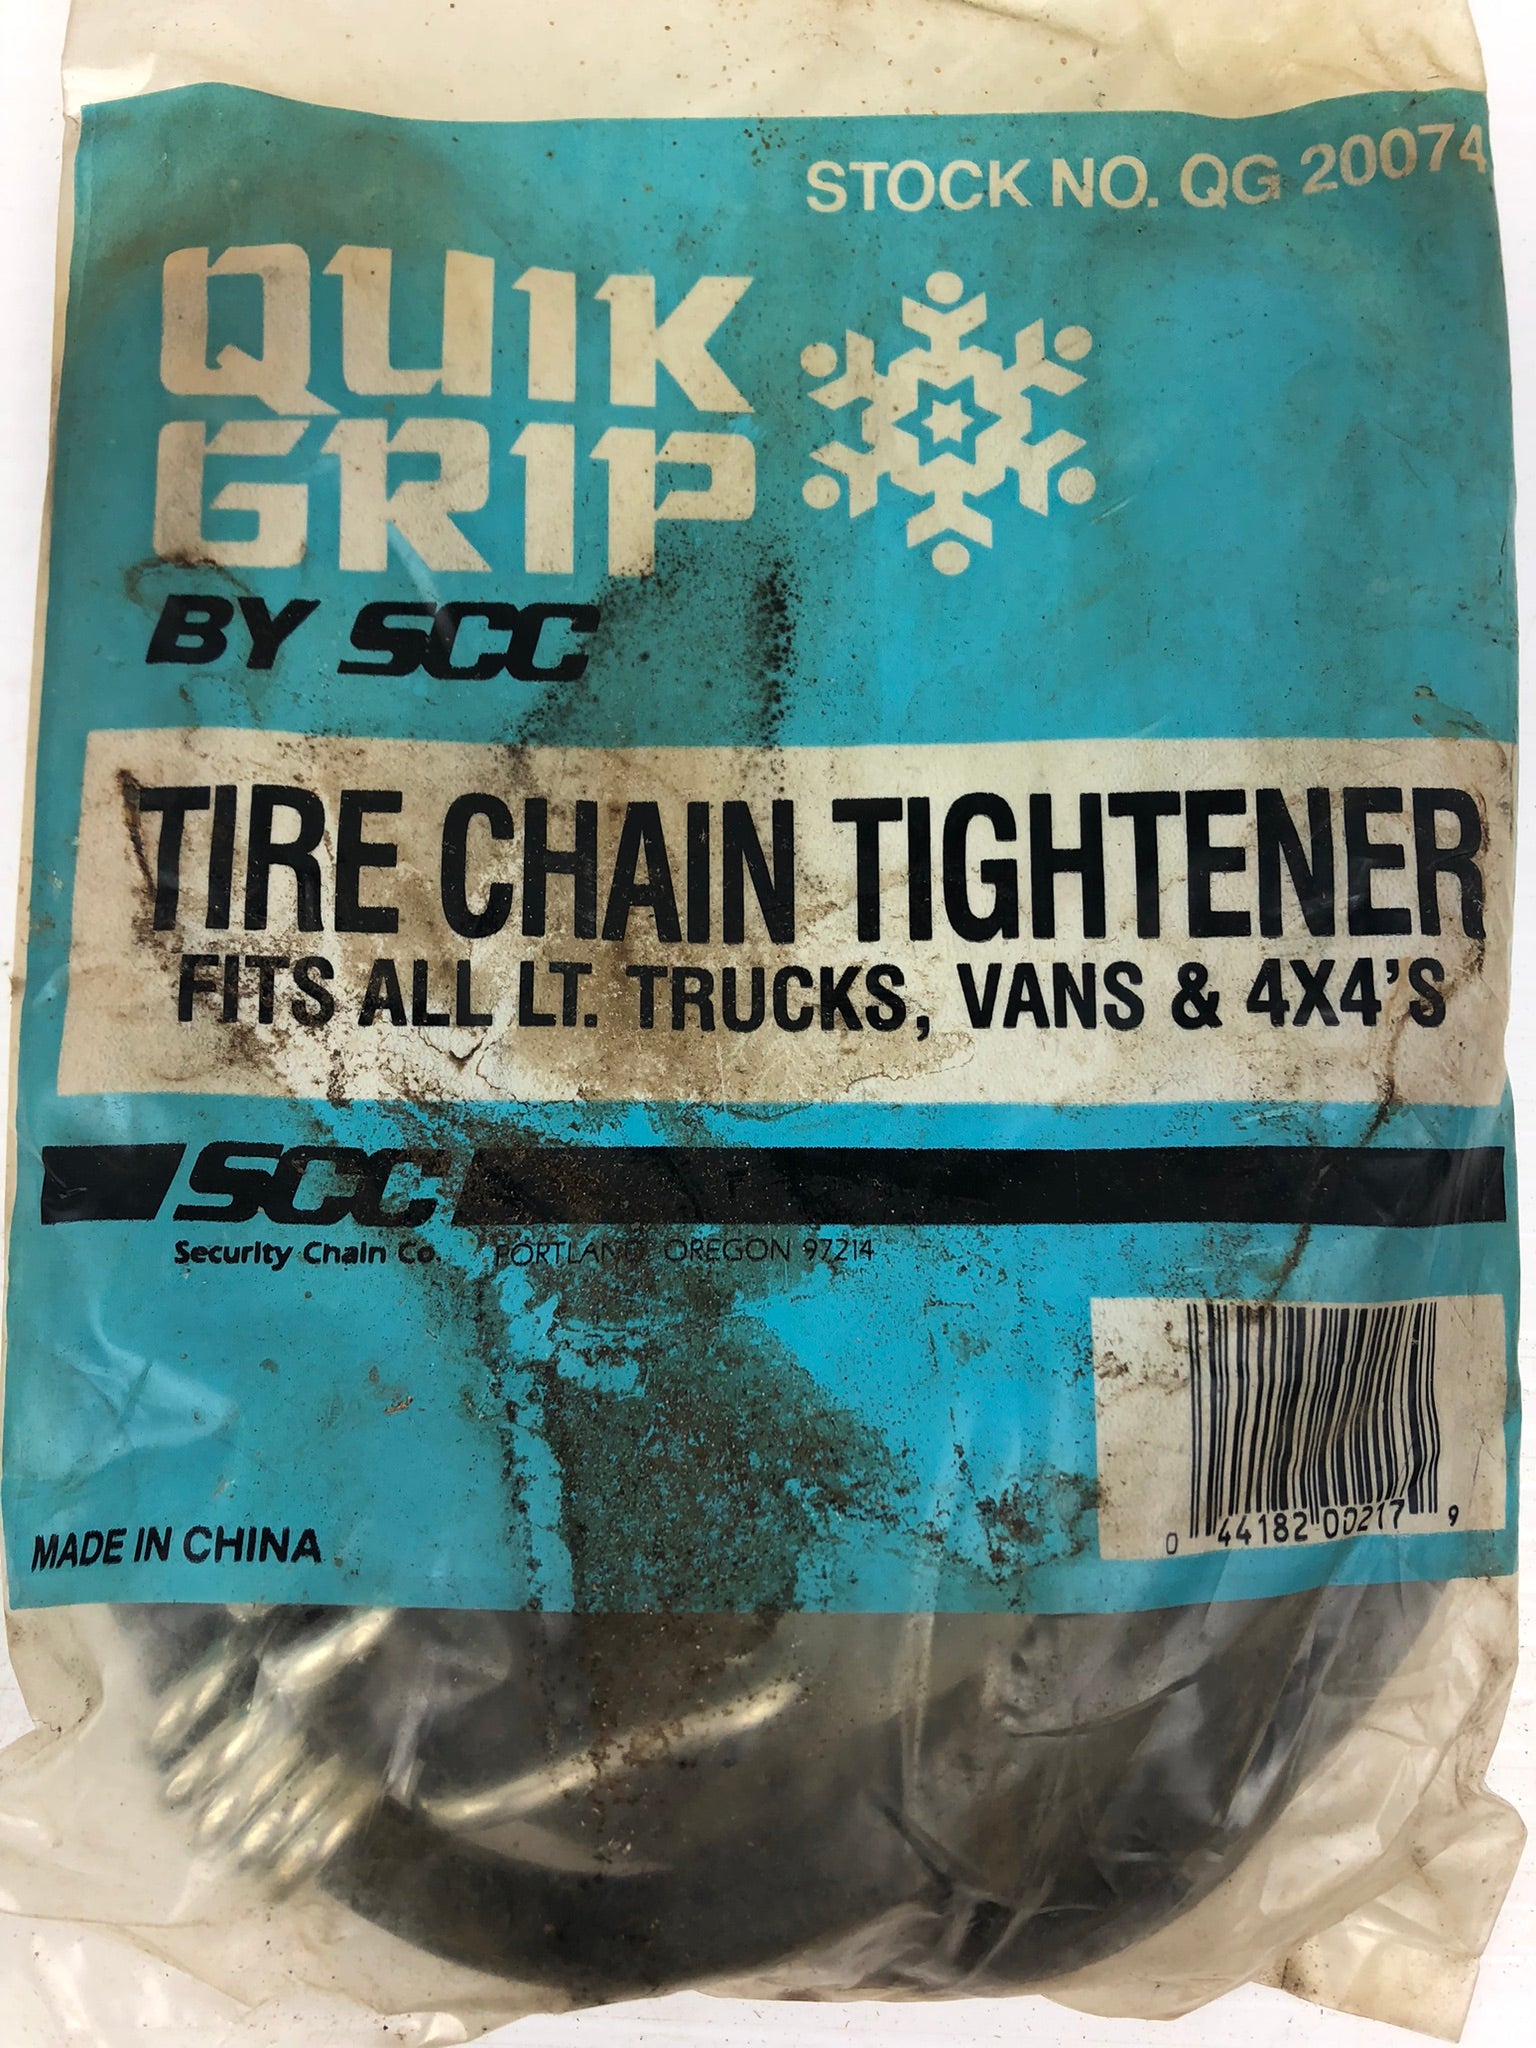 STOCK NO. QG 20074
QUIK
GRIP
BY SCC
TIRE CHAIN TIGHTENER
FITS ALL LT. TRUCKS, VANS & 4X4'S
SCC
Security Chain Co. PORTLAND, OREGON 97214
MADE IN CHINA
0 44182 00217 9